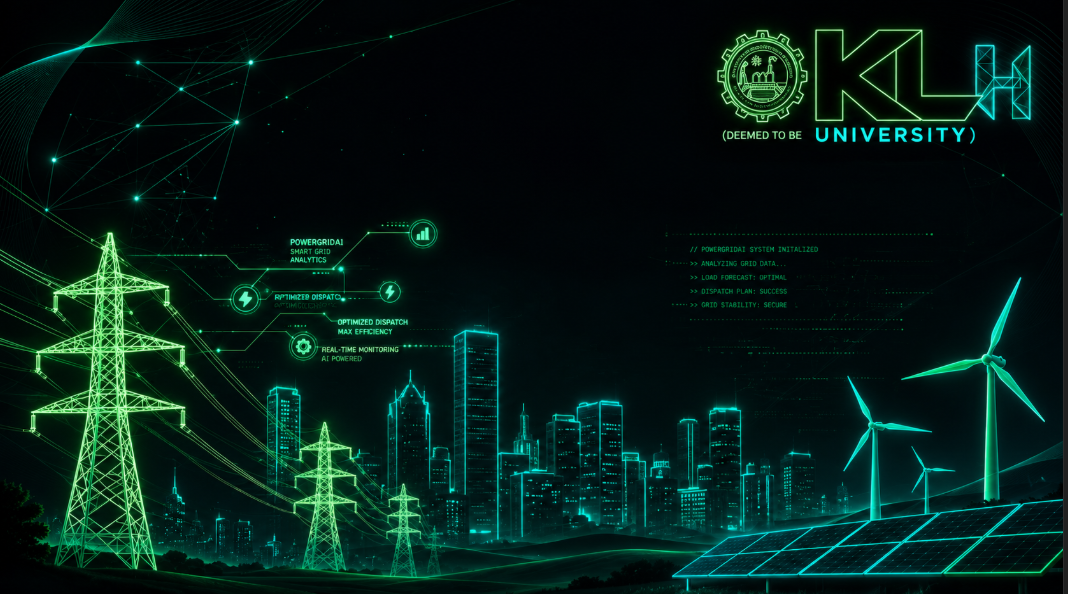 KLH
(DEEMED TO BE UNIVERSITY)
POWERGRIDAI
SMART GRID
ANALYTICS
OPTIMIZED DISPATCH
MAX EFFICIENCY
REAL-TIME MONITORING
AI POWERED
// POWERGRIDAI SYSTEM INITALIZED
>> ANALYZING GRID DATA...
>> LOAD FORECAST: OPTIMAL
>> DISPATCH PLAN: SUCCESS
>> GRID STABILITY: SECURE